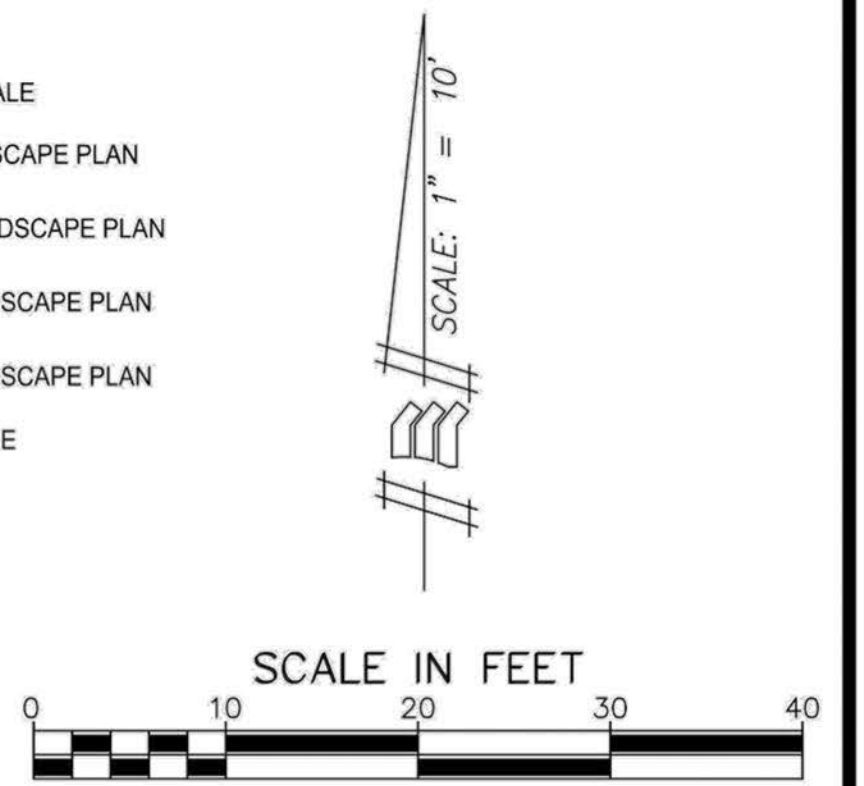 ALE
SCAPE PLAN
DSCAPE PLAN
SCAPE PLAN
SCAPE PLAN
E
SCALE: 1" = 10'
SCALE IN FEET
0 10 20 30 40